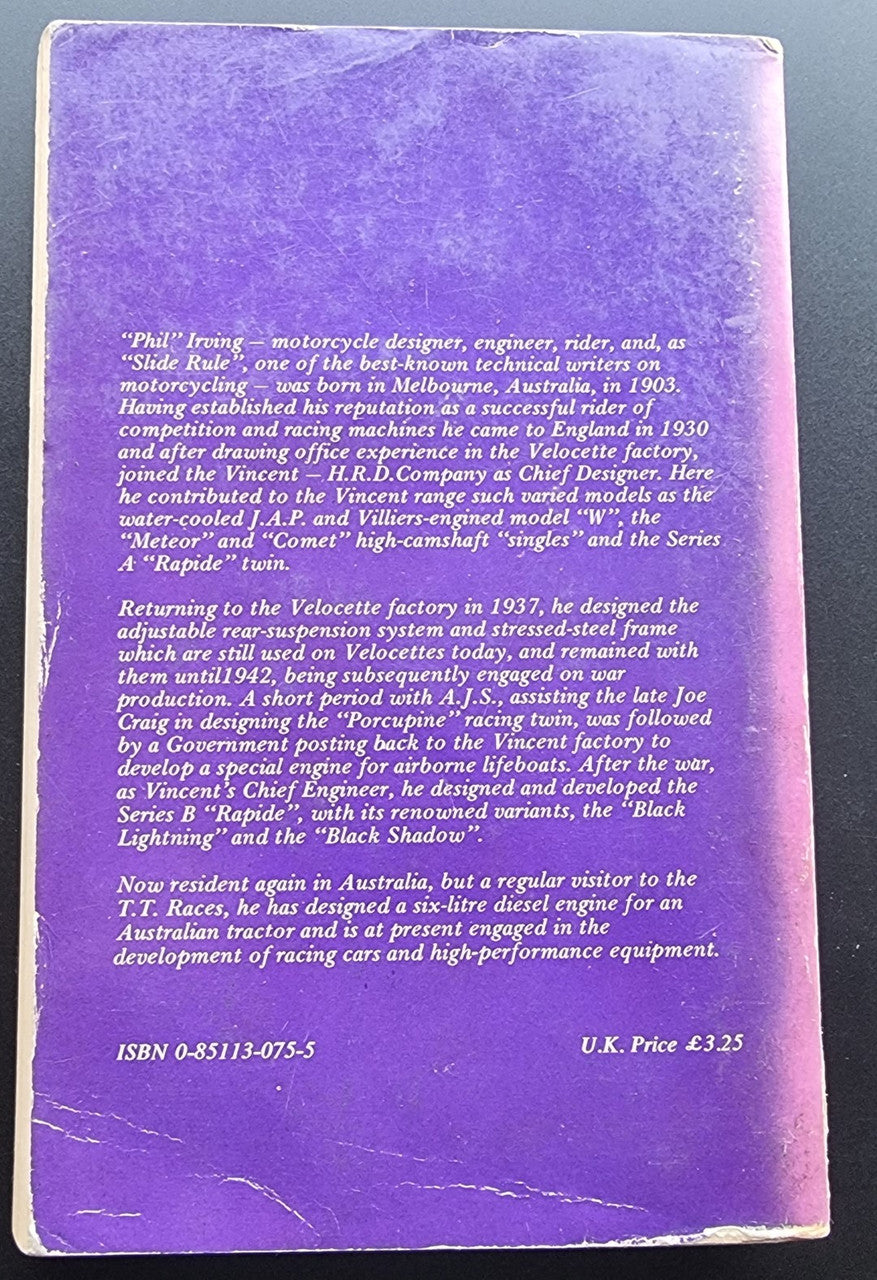 “Phil” Irving — motorcycle designer, engineer, rider, and, as
“Slide Rule”, one of the best-known technical writers on
motorcycling — was born in Melbourne, Australia, in 1903.
Having established his reputation as a successful rider of
competition and racing machines he came to England in 1930
and after drawing office experience in the Velocette factory,
joined the Vincent — H.R.D.Company as Chief Designer. Here
he contributed to the Vincent range such varied models as the
water-cooled J.A.P. and Villiers-engined model “W”, the
“Meteor” and “Comet” high-camshaft “singles” and the Series
A “Rapide” twin.
Returning to the Velocette factory in 1937, he designed the
adjustable rear-suspension system and stressed-steel frame
which are still used on Velocettes today, and remained with
them until1942, being subsequently engaged on war
production. A short period with A.J.S., assisting the late Joe
Craig in designing the “Porcupine” racing twin, was followed
by a Government posting back to the Vincent factory to
develop a special engine for airborne lifeboats. After the war,
as Vincent's Chief Engineer, he designed and developed the
Series B “Rapide”, with its renowned variants, the “Black
Lightning” and the “Black Shadow”.
Now resident again in Australia, but a regular visitor to the
T.T. Races, he has designed a six-litre diesel engine for an
Australian tractor and is at present engaged in the
development of racing cars and high-performance equipment.
ISBN 0-85113-075-5
U.K. Price £3.25